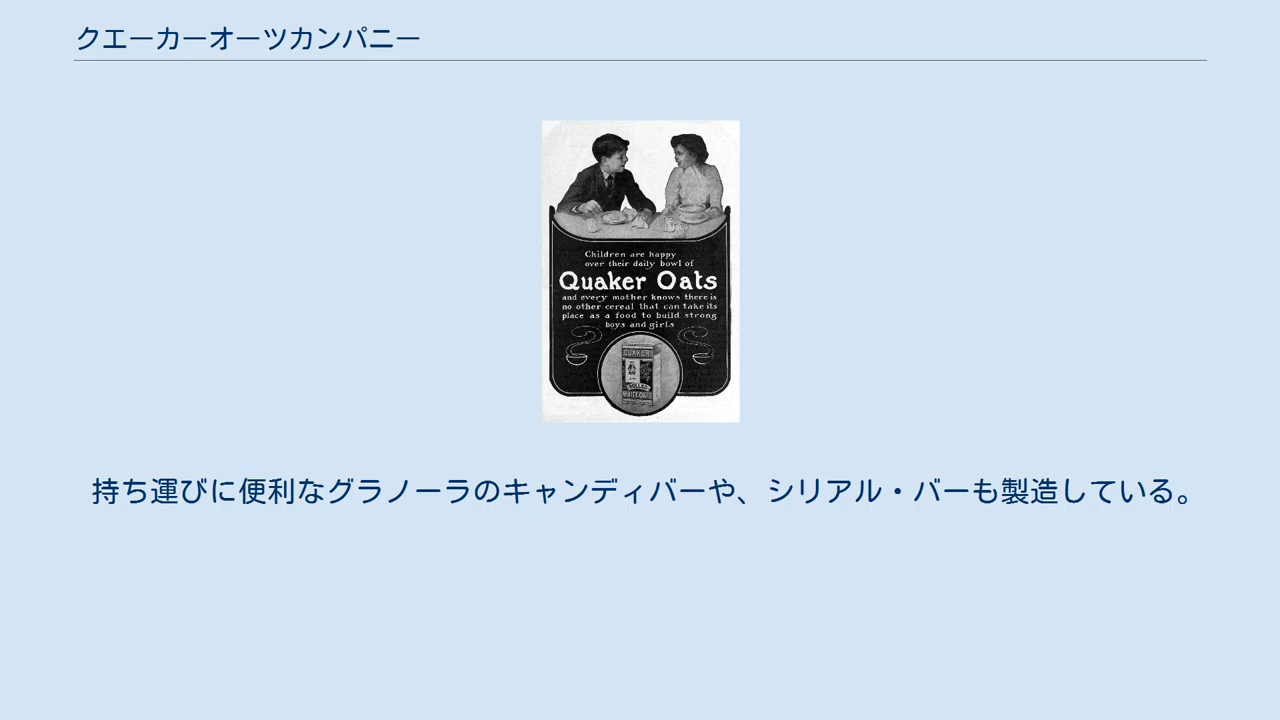 クエーカーオーツカンパニー
Children are happy
over their daily bowl of
Quaker Oats
and every mother knows there is
no other cereal that can take its
place as a food to build strong
boys and girls
QUAKER
持ち運びに便利なグラノーラのキャンディバーや、シリアル・バーも製造している。